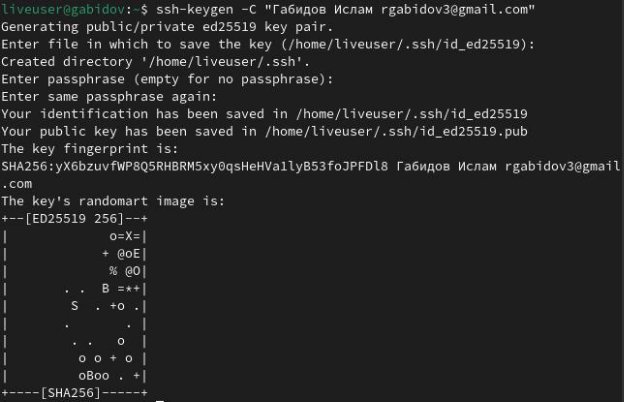 liveuser@gabidov:~$ ssh-keygen -C "Габидов Ислам rgabidov3@gmail.com"
Generating public/private ed25519 key pair.
Enter file in which to save the key (/home/liveuser/.ssh/id_ed25519):
Created directory '/home/liveuser/.ssh'.
Enter passphrase (empty for no passphrase):
Enter same passphrase again:
Your identification has been saved in /home/liveuser/.ssh/id_ed25519
Your public key has been saved in /home/liveuser/.ssh/id_ed25519.pub
The key fingerprint is:
SHA256:yX6bzuvfWP8Q5RHBRM5xy0qsHeHVa1lyB53foJPFDl8 Габидов Ислам rgabidov3@gmail
.com
The key's randomart image is:
+--[ED25519 256]--+
|             o=X=|
|            + @oE|
|             % @O|
|       . .  B =*+|
|        S  . +o .|
|       .       . |
|        . .   o  |
|         o o + o |
|         oBoo . +|
+----[SHA256]-----+